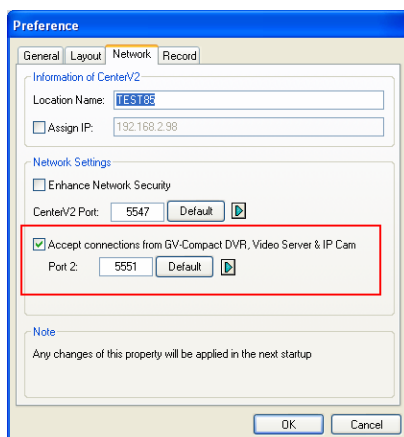 Preference
General Layout Network Record
Information of CenterV2
Location Name: TEST85
Assign IP: 192.168.2.98
Network Settings
Enhance Network Security
CenterV2 Port: 5547 Default
Accept connections from GV-Compact DVR, Video Server & IP Cam
Port 2: 5551 Default
Note
Any changes of this property will be applied in the next startup
OK Cancel